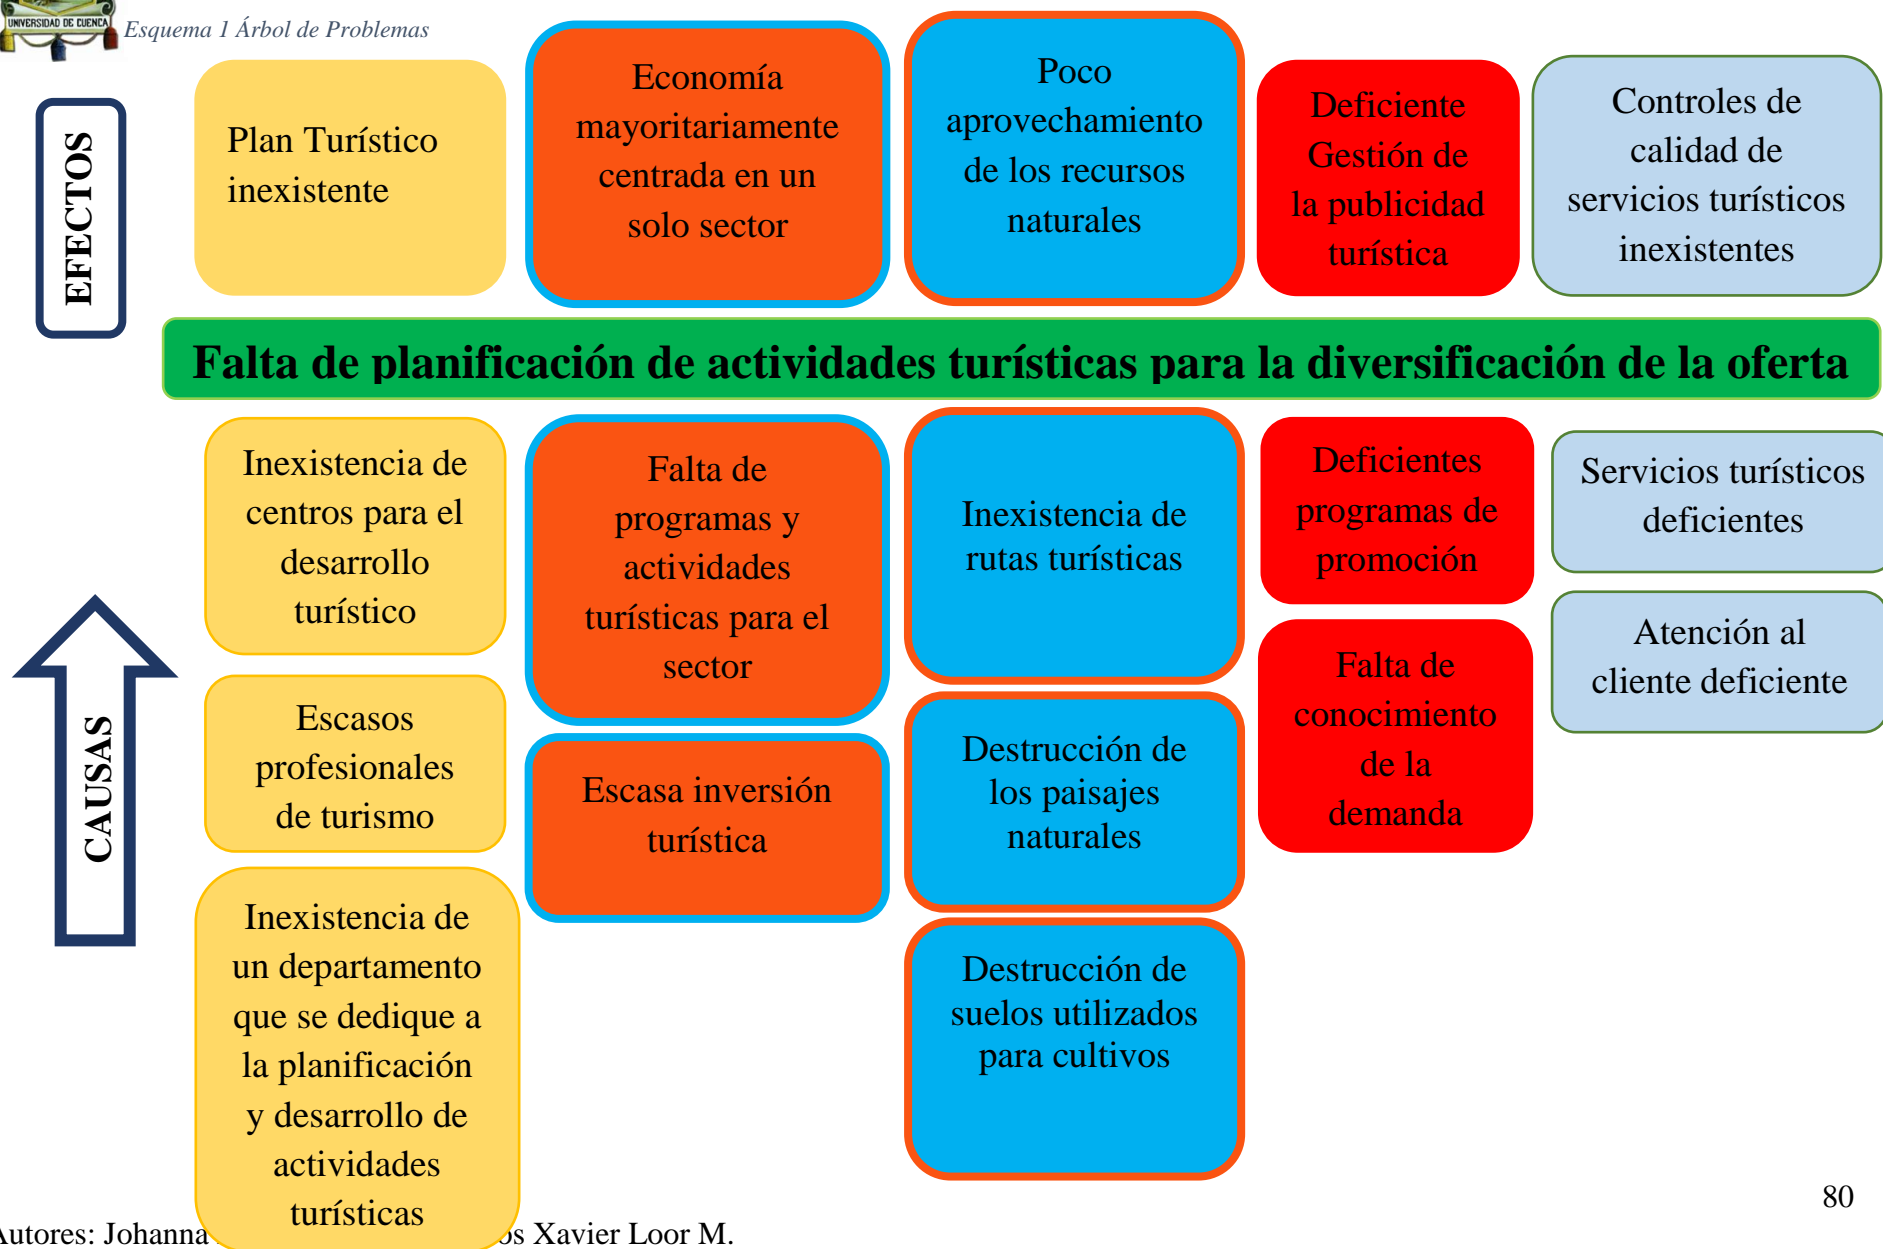 UNIVERSIDAD DE CUENCA
Esquema 1 Árbol de Problemas
EFECTOS
Plan Turístico
inexistente
Economía
mayoritariamente
centrada en un
solo sector
Poco
aprovechamiento
de los recursos
naturales
Deficiente
Gestión de
la publicidad
turística
Controles de
calidad de
servicios turísticos
inexistentes
Falta de planificación de actividades turísticas para la diversificación de la oferta
CAUSAS
Inexistencia de
centros para el
desarrollo
turístico
Escasos
profesionales
de turismo
Inexistencia de
un departamento
que se dedique a
la planificación
y desarrollo de
actividades
turísticas
Falta de
programas y
actividades
turísticas para el
sector
Escasa inversión
turística
Inexistencia de
rutas turísticas
Destrucción de
los paisajes
naturales
Destrucción de
suelos utilizados
para cultivos
Deficientes
programas de
promoción
Falta de
conocimiento
de la
demanda
Servicios turísticos
deficientes
Atención al
cliente deficiente
80
Autores: Johanna Xavier Loor M.